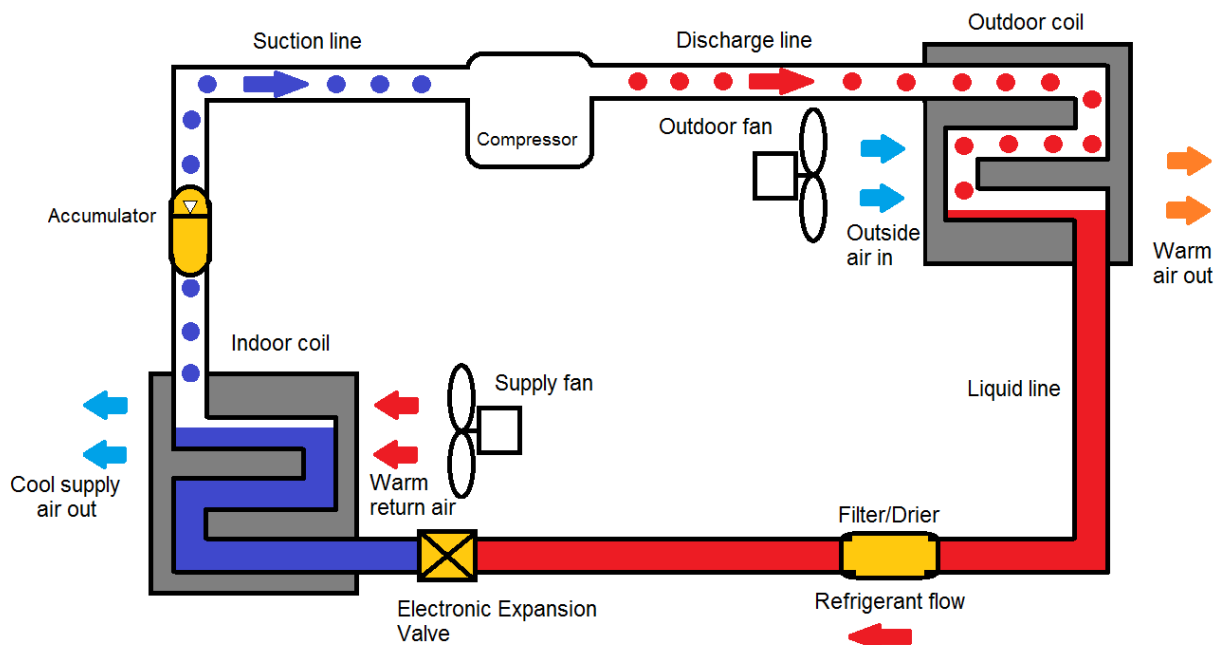 Outdoor coil
Suction line
Discharge line
Compressor
Outdoor fan
Accumulator
Outside
air in
Warm
air out
Indoor coil
Supply fan
Liquid line
Cool supply
air out
Warm
return air
Filter/Drier
Electronic Expansion
Valve
Refrigerant flow